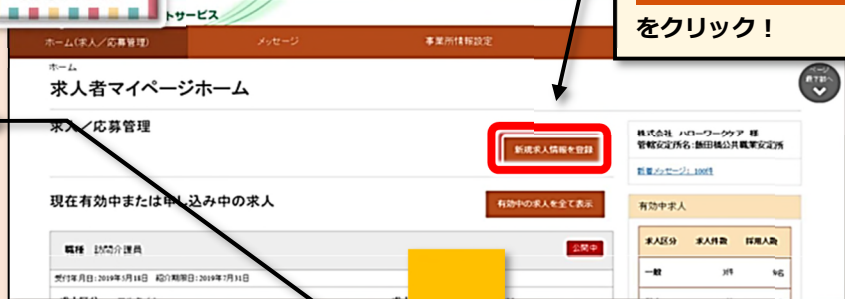 トサービス
をクリック！
ホーム(求人／応募管理)
メッセージ
事業所情報設定
ホーム
求人者マイページホーム
求人／応募管理
新規求人情報を登録
株式会社 ハローワークケア 様
管轄安定所名:飯田橋公共職業安定所
新着メッセージ: 100件
現在有効中または申し込み中の求人
有効中の求人を全て表示
有効中求人
職種 訪問介護員
公開中
求人区分 求人件数 採用人数
受付年月日:2019年5月18日 紹介期限日:2019年7月31日
一般